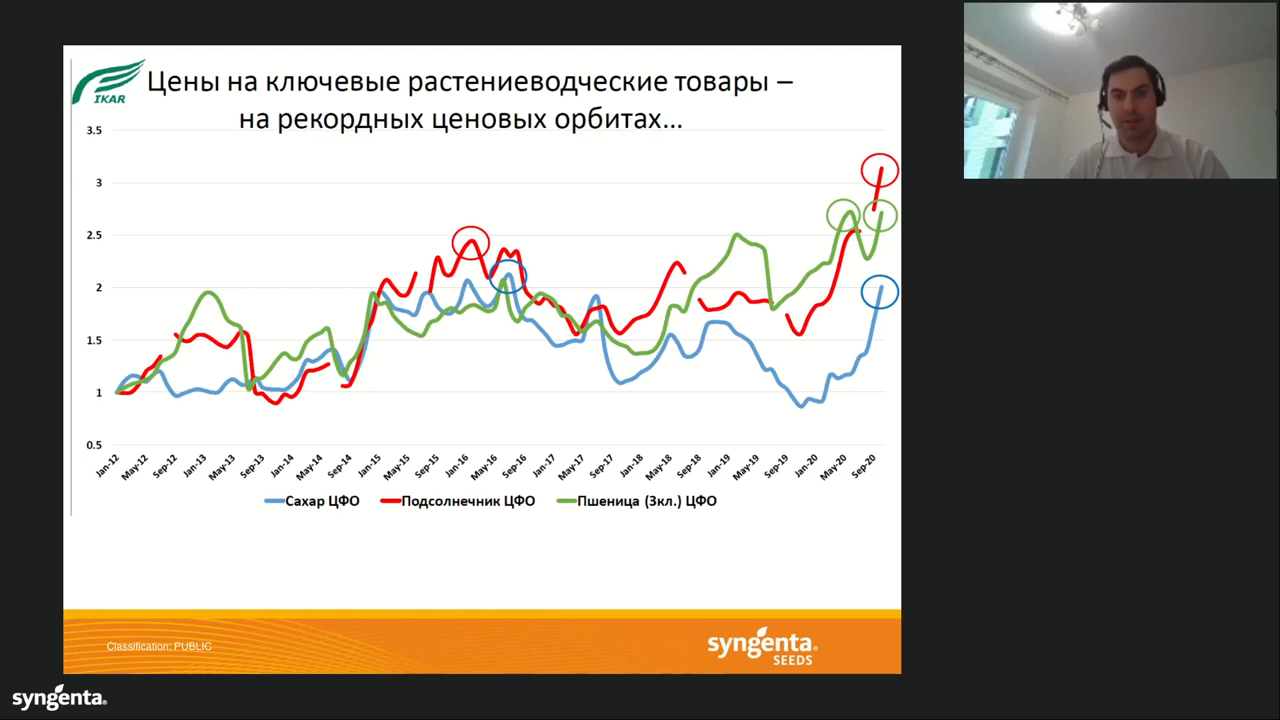 IKAR
Цены на ключевые растениеводческие товары –
на рекордных ценовых орбитах...
3.5
3
2.5
2
1.5
1
0.5
Jan-12 May-12 Sep-12 Jan-13 May-13 Sep-13 Jan-14 May-14 Sep-14 Jan-15 May-15 Sep-15 Jan-16 May-16 Sep-16 Jan-17 May-17 Sep-17 Jan-18 May-18 Sep-18 Jan-19 May-19 Sep-19 Jan-20 May-20 Sep-20
Сахар ЦФО Подсолнечник ЦФО Пшеница (3кл.) ЦФО
Classification: PUBLIC
syngenta®
SEEDS
syngenta®